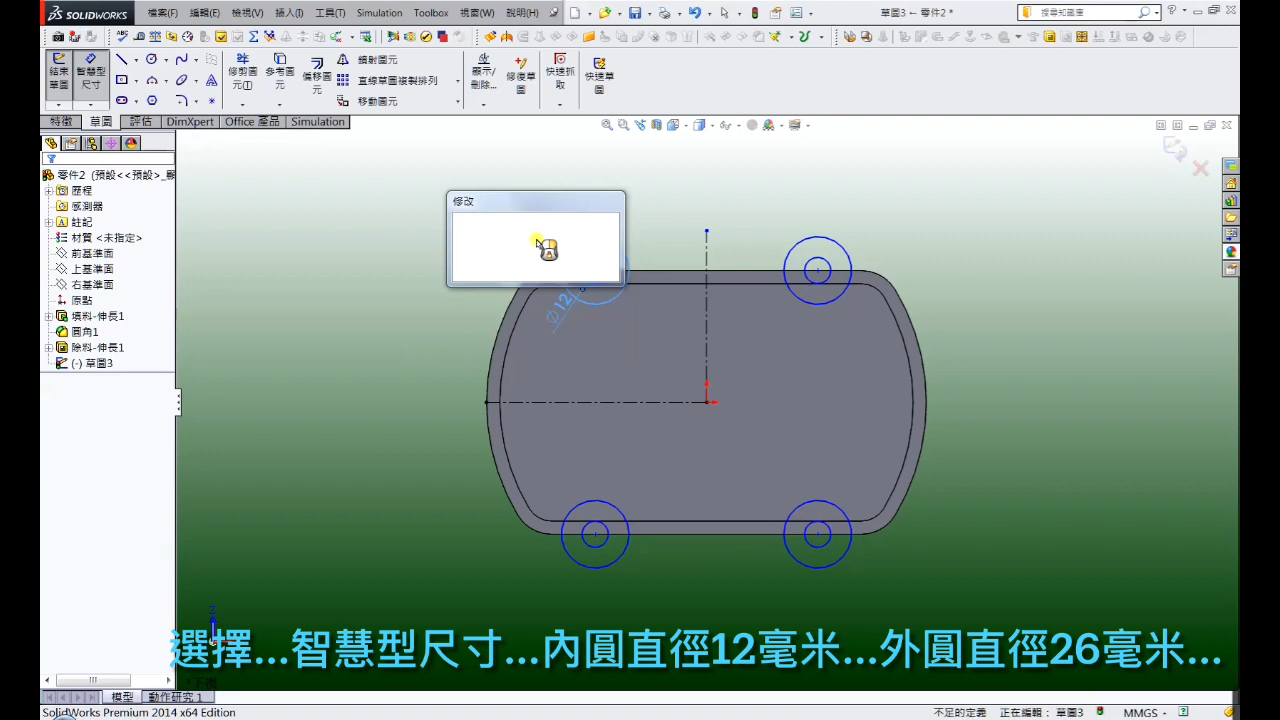 SOLIDWORKS
檔案(F) 編輯(E) 檢視(V) 插入(I) 工具(T) Simulation Toolbox 視窗(W) 說明(H)
草圖3 ← 零件2 *
搜尋知識庫
結束草圖
智慧型尺寸
修剪圖元(I)
參考圖元
偏移圖元
鏡射圖元
直線草圖複製排列
移動圖元
顯示/刪除...
修復草圖
快速抓取
快速草圖
特徵 草圖 評估 DimXpert Office 產品 Simulation
零件2 (預設<<預設>_顯
歷程
感測器
註記
材質 <未指定>
前基準面
上基準面
右基準面
原點
填料-伸長1
圓角1
除料-伸長1
(-) 草圖3
修改
∅12
選擇...智慧型尺寸...內圓直徑12毫米...外圓直徑26毫米...
模型 動作研究 1
SolidWorks Premium 2014 x64 Edition
不足的定義 正在編輯：草圖3 MMGS